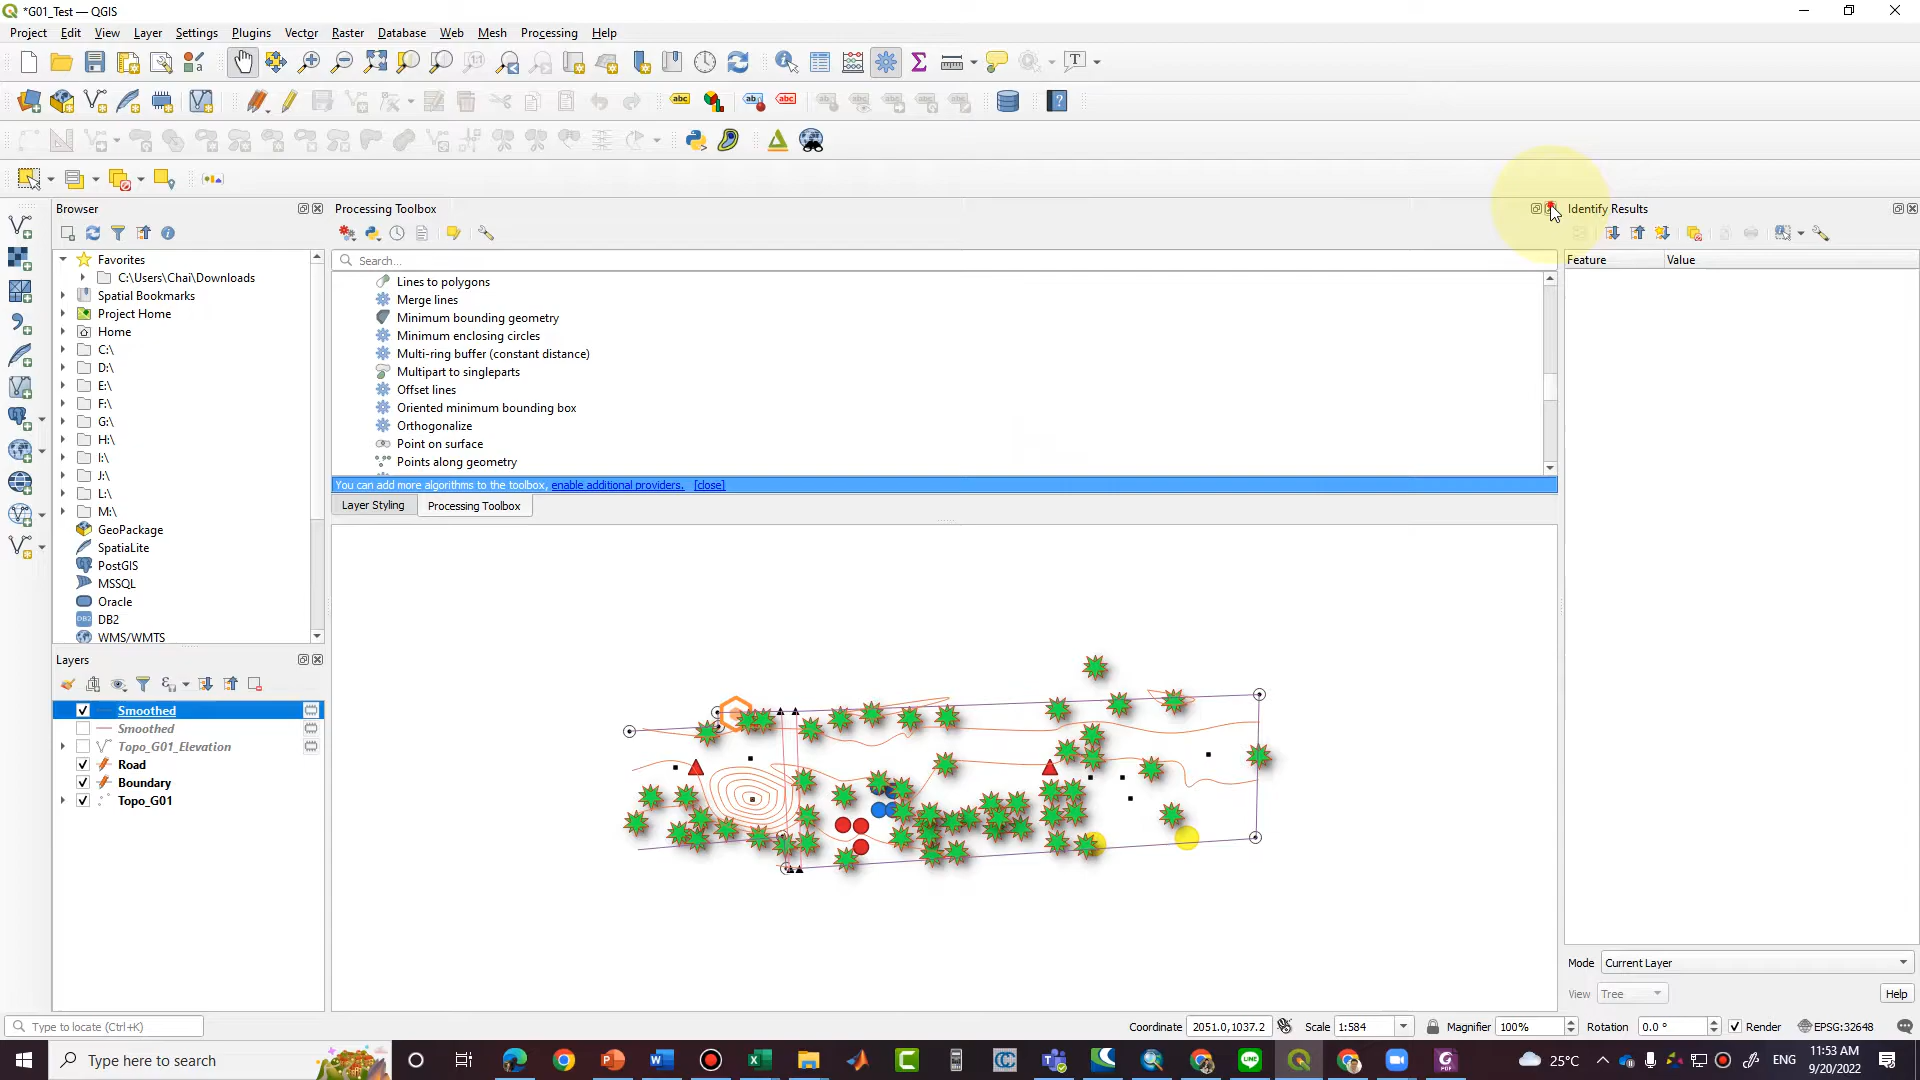 *G01_Test — QGIS
Project Edit View Layer Settings Plugins Vector Raster Database Web Mesh Processing Help
Browser
Favorites
C:\Users\Chai\Downloads
Spatial Bookmarks
Project Home
Home
C:\
D:\
E:\
F:\
G:\
H:\
I:\
J:\
L:\
M:\
GeoPackage
SpatiaLite
PostGIS
MSSQL
Oracle
DB2
WMS/WMTS
Layers
Smoothed
Smoothed
Topo_G01_Elevation
Road
Boundary
Topo_G01
Processing Toolbox
Search...
Lines to polygons
Merge lines
Minimum bounding geometry
Minimum enclosing circles
Multi-ring buffer (constant distance)
Multipart to singleparts
Offset lines
Oriented minimum bounding box
Orthogonalize
Point on surface
Points along geometry
You can add more algorithms to the toolbox, enable additional providers. [close]
Layer Styling Processing Toolbox
Identify Results
Feature Value
Mode Current Layer
View Tree Help
Type to locate (Ctrl+K) Coordinate 2051.0,1037.2 Scale 1:584 Magnifier 100% Rotation 0.0 ° Render EPSG:32648
Type here to search 25°C ENG 11:53 AM
9/20/2022